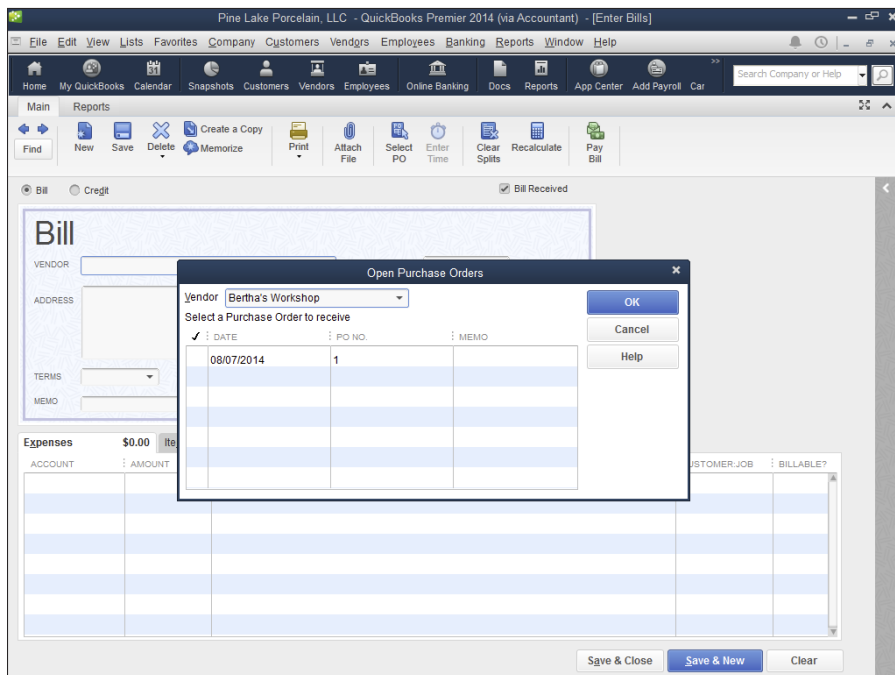 Pine Lake Porcelain, LLC - QuickBooks Premier 2014 (via Accountant) - [Enter Bills]
File Edit View Lists Favorites Company Customers Vendors Employees Banking Reports Window Help
Home My QuickBooks Calendar Snapshots Customers Vendors Employees Online Banking Docs Reports App Center Add Payroll Car
Search Company or Help
Main Reports
Find New Save Delete Create a Copy Memorize Print Attach File Select PO Enter Time Clear Splits Recalculate Pay Bill
Bill Credit Bill Received
Bill
VENDOR
ADDRESS
TERMS
MEMO
Open Purchase Orders
Vendor Bertha's Workshop
Select a Purchase Order to receive
DATE PO NO. MEMO
08/07/2014 1
OK
Cancel
Help
Expenses $0.00 Ite
ACCOUNT AMOUNT USTOMER:JOB BILLABLE?
Save & Close Save & New Clear